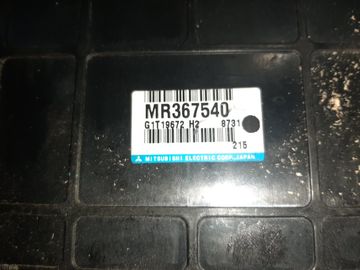 MR367540
G1T19672 H2 8731
215
MITSUBISHI ELECTRIC CORP. JAPAN